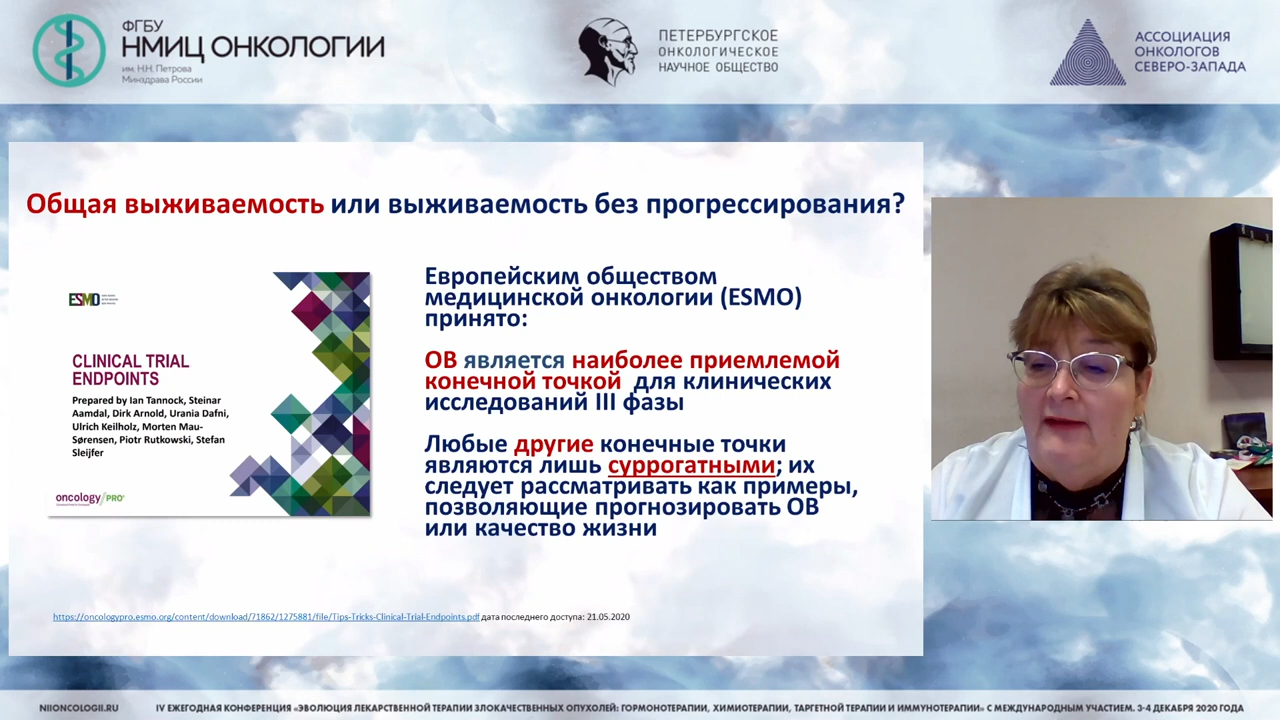 ФГБУ
НМИЦ ОНКОЛОГИИ
им. Н.Н. Петрова
Минздрава России
ПЕТЕРБУРГСКОЕ
ОНКОЛОГИЧЕСКОЕ
НАУЧНОЕ ОБЩЕСТВО
АССОЦИАЦИЯ
ОНКОЛОГОВ
СЕВЕРО-ЗАПАДА
Общая выживаемость или выживаемость без прогрессирования?
ESMO
CLINICAL TRIAL
ENDPOINTS
Prepared by Ian Tannock, Steinar
Aamdal, Dirk Arnold, Urania Dafni,
Ulrich Keilholz, Morten Mau-
Sørensen, Piotr Rutkowski, Stefan
Sleijfer
oncology/PRO
Европейским обществом
медицинской онкологии (ESMO)
принято:
ОВ является наиболее приемлемой
конечной точкой для клинических
исследований III фазы
Любые другие конечные точки
являются лишь суррогатными; их
следует рассматривать как примеры,
позволяющие прогнозировать ОВ
или качество жизни
https://oncologypro.esmo.org/content/download/71862/1275881/file/Tips-Tricks-Clinical-Trial-Endpoints.pdf дата последнего доступа: 21.05.2020
NIIONCOLOGII.RU
IV ЕЖЕГОДНАЯ КОНФЕРЕНЦИЯ «ЭВОЛЮЦИЯ ЛЕКАРСТВЕННОЙ ТЕРАПИИ ЗЛОКАЧЕСТВЕННЫХ ОПУХОЛЕЙ: ГОРМОНОТЕРАПИИ, ХИМИОТЕРАПИИ, ТАРГЕТНОЙ ТЕРАПИИ И ИММУНОТЕРАПИИ» С МЕЖДУНАРОДНЫМ УЧАСТИЕМ. 3-4 ДЕКАБРЯ 2020 ГОДА